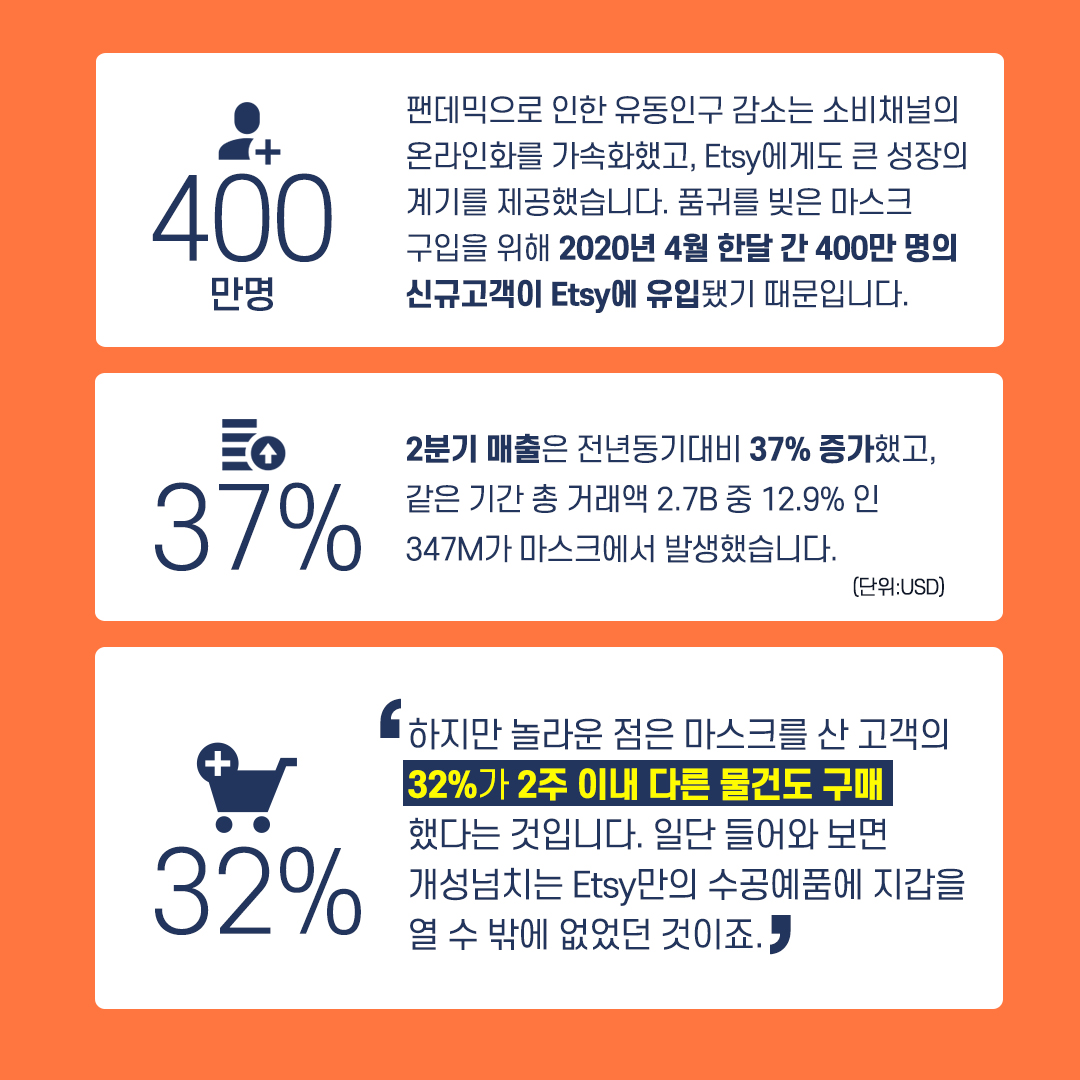 400
만명
팬데믹으로 인한 유동인구 감소는 소비채널의
온라인화를 가속화했고, Etsy에게도 큰 성장의
계기를 제공했습니다. 품귀를 빚은 마스크
구입을 위해 2020년 4월 한달 간 400만 명의
신규고객이 Etsy에 유입됐기 때문입니다.
37%
2분기 매출은 전년동기대비 37% 증가했고,
같은 기간 총 거래액 2.7B 중 12.9% 인
347M가 마스크에서 발생했습니다.
(단위:USD)
32%
‘하지만 놀라운 점은 마스크를 산 고객의
32%가 2주 이내 다른 물건도 구매
했다는 것입니다. 일단 들어와 보면
개성넘치는 Etsy만의 수공예품에 지갑을
열 수 밖에 없었던 것이죠.’